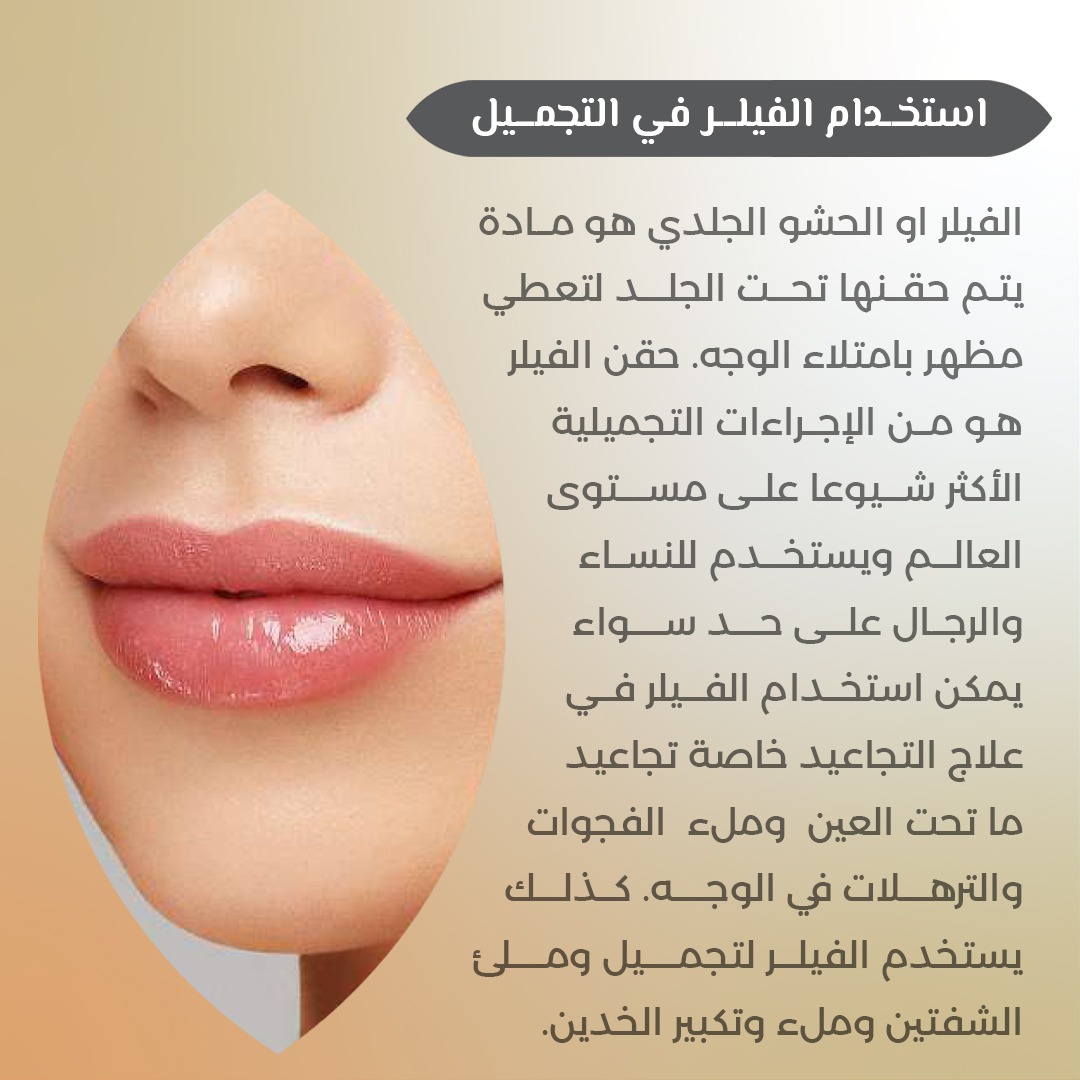 استخدام الفيلر في التجميل
الفيلر او الحشو الجلدي هو مادة
يتم حقنها تحت الجلد لتعطي
مظهر بامتلاء الوجه. حقن الفيلر
هو من الإجراءات التجميلية
الأكثر شيوعا على مستوى
العالم ويستخدم للنساء
والرجال على حد سواء
يمكن استخدام الفيلر في
علاج التجاعيد خاصة تجاعيد
ما تحت العين وملء الفجوات
والترهلات في الوجه. كذلك
يستخدم الفيلر لتجميل وملئ
الشفتين وملء وتكبير الخدين.